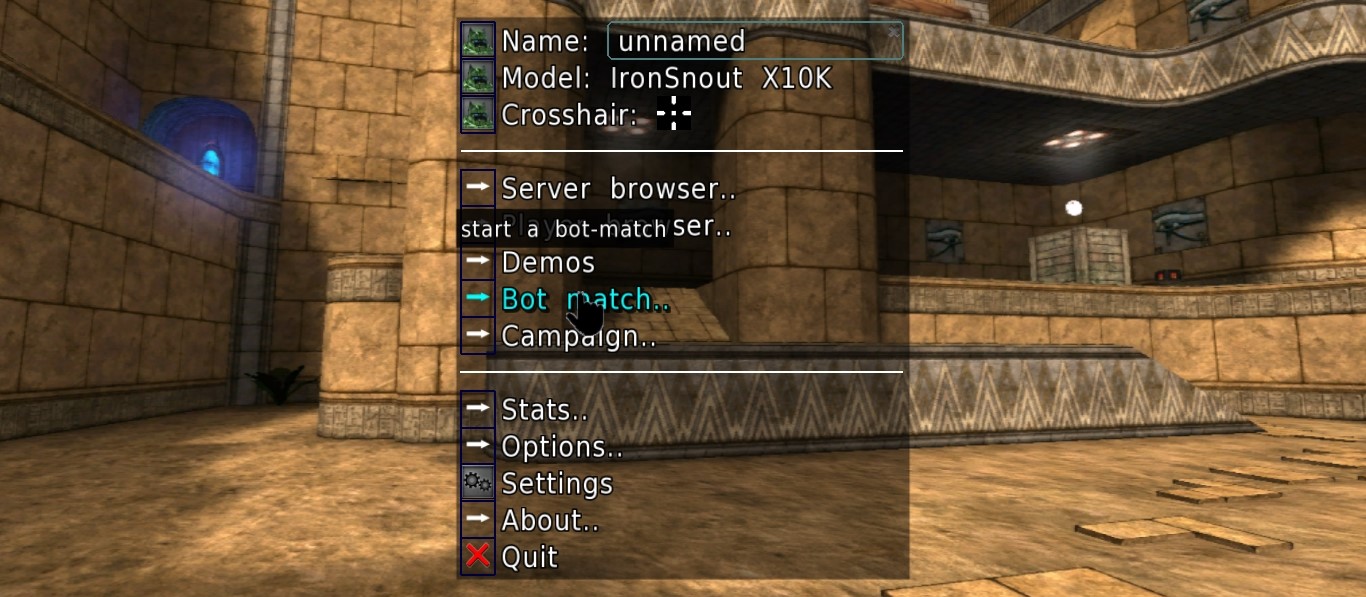 Name: unnamed
Model: IronSnout X10K
Crosshair:
Server browser..
start a bot-match
Demos
Bot match..
Campaign..
Stats..
Options..
Settings
About..
Quit